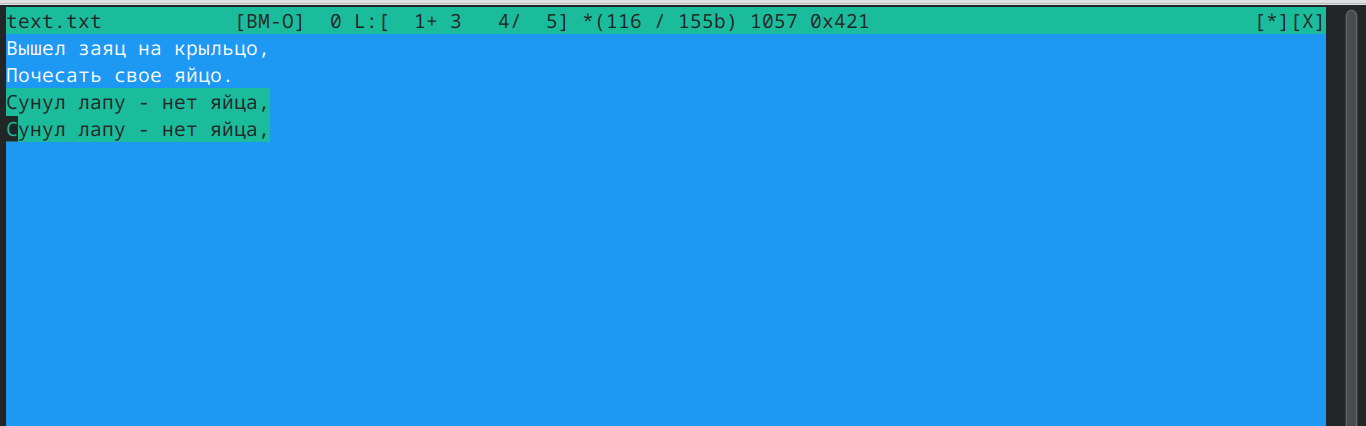 text.txt [BM-O] 0 L:[ 1+ 3 4/ 5] *(116 / 155b) 1057 0x421 [*][X]
Вышел заяц на крыльцо,
Почесать свое яйцо.
Сунул лапу - нет яйца,
Сунул лапу - нет яйца,